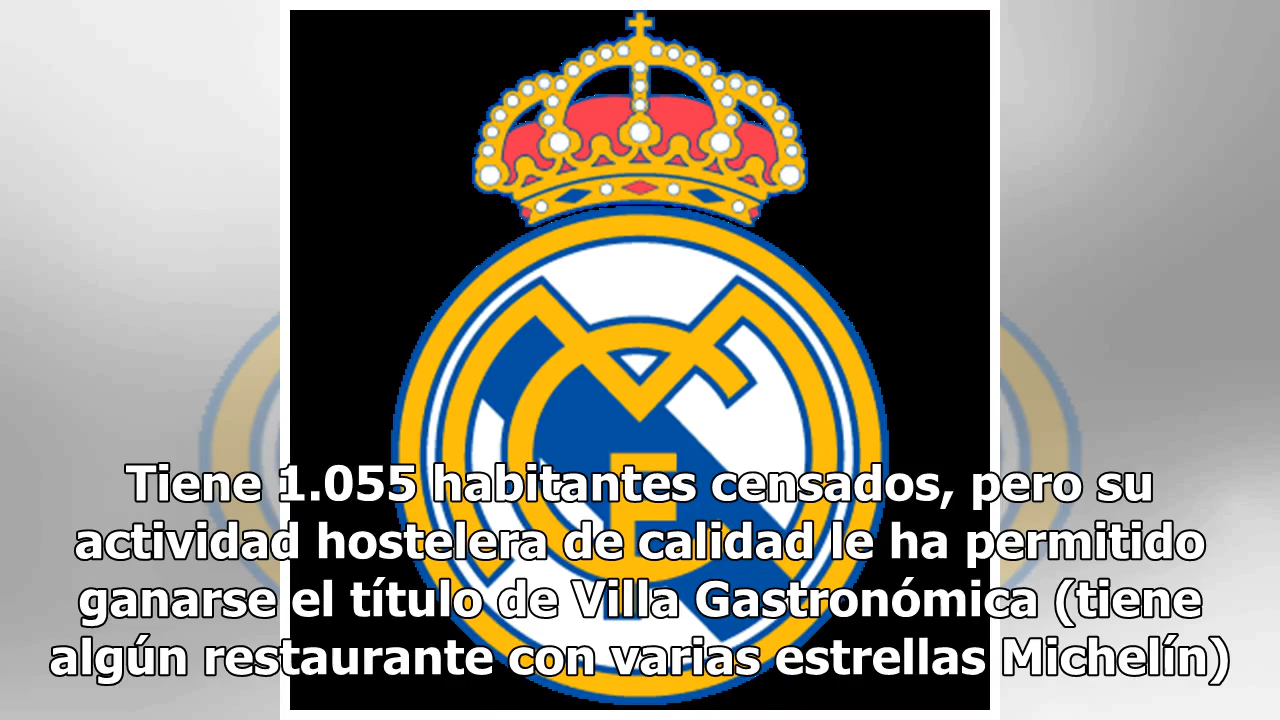 Tiene 1.055 habitantes censados, pero su
actividad hostelera de calidad le ha permitido
ganarse el título de Villa Gastronómica (tiene
algún restaurante con varias estrellas Michelín)